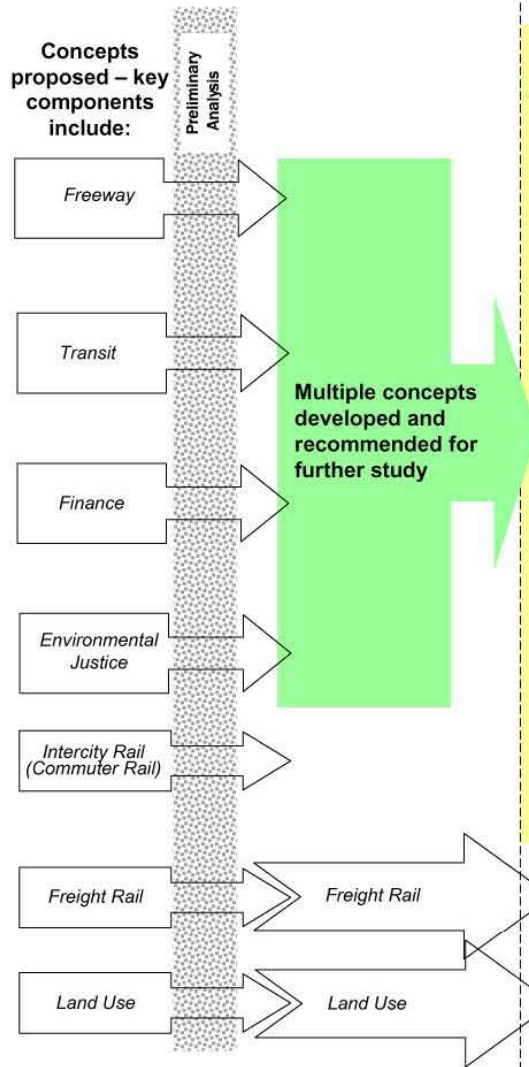 Concepts
proposed – key
components
include:
Preliminary
Analysis
Freeway
Transit
Multiple concepts
developed and
recommended for
further study
Finance
Environmental
Justice
Intercity Rail
(Commuter Rail)
Freight Rail
Freight Rail
Land Use
Land Use